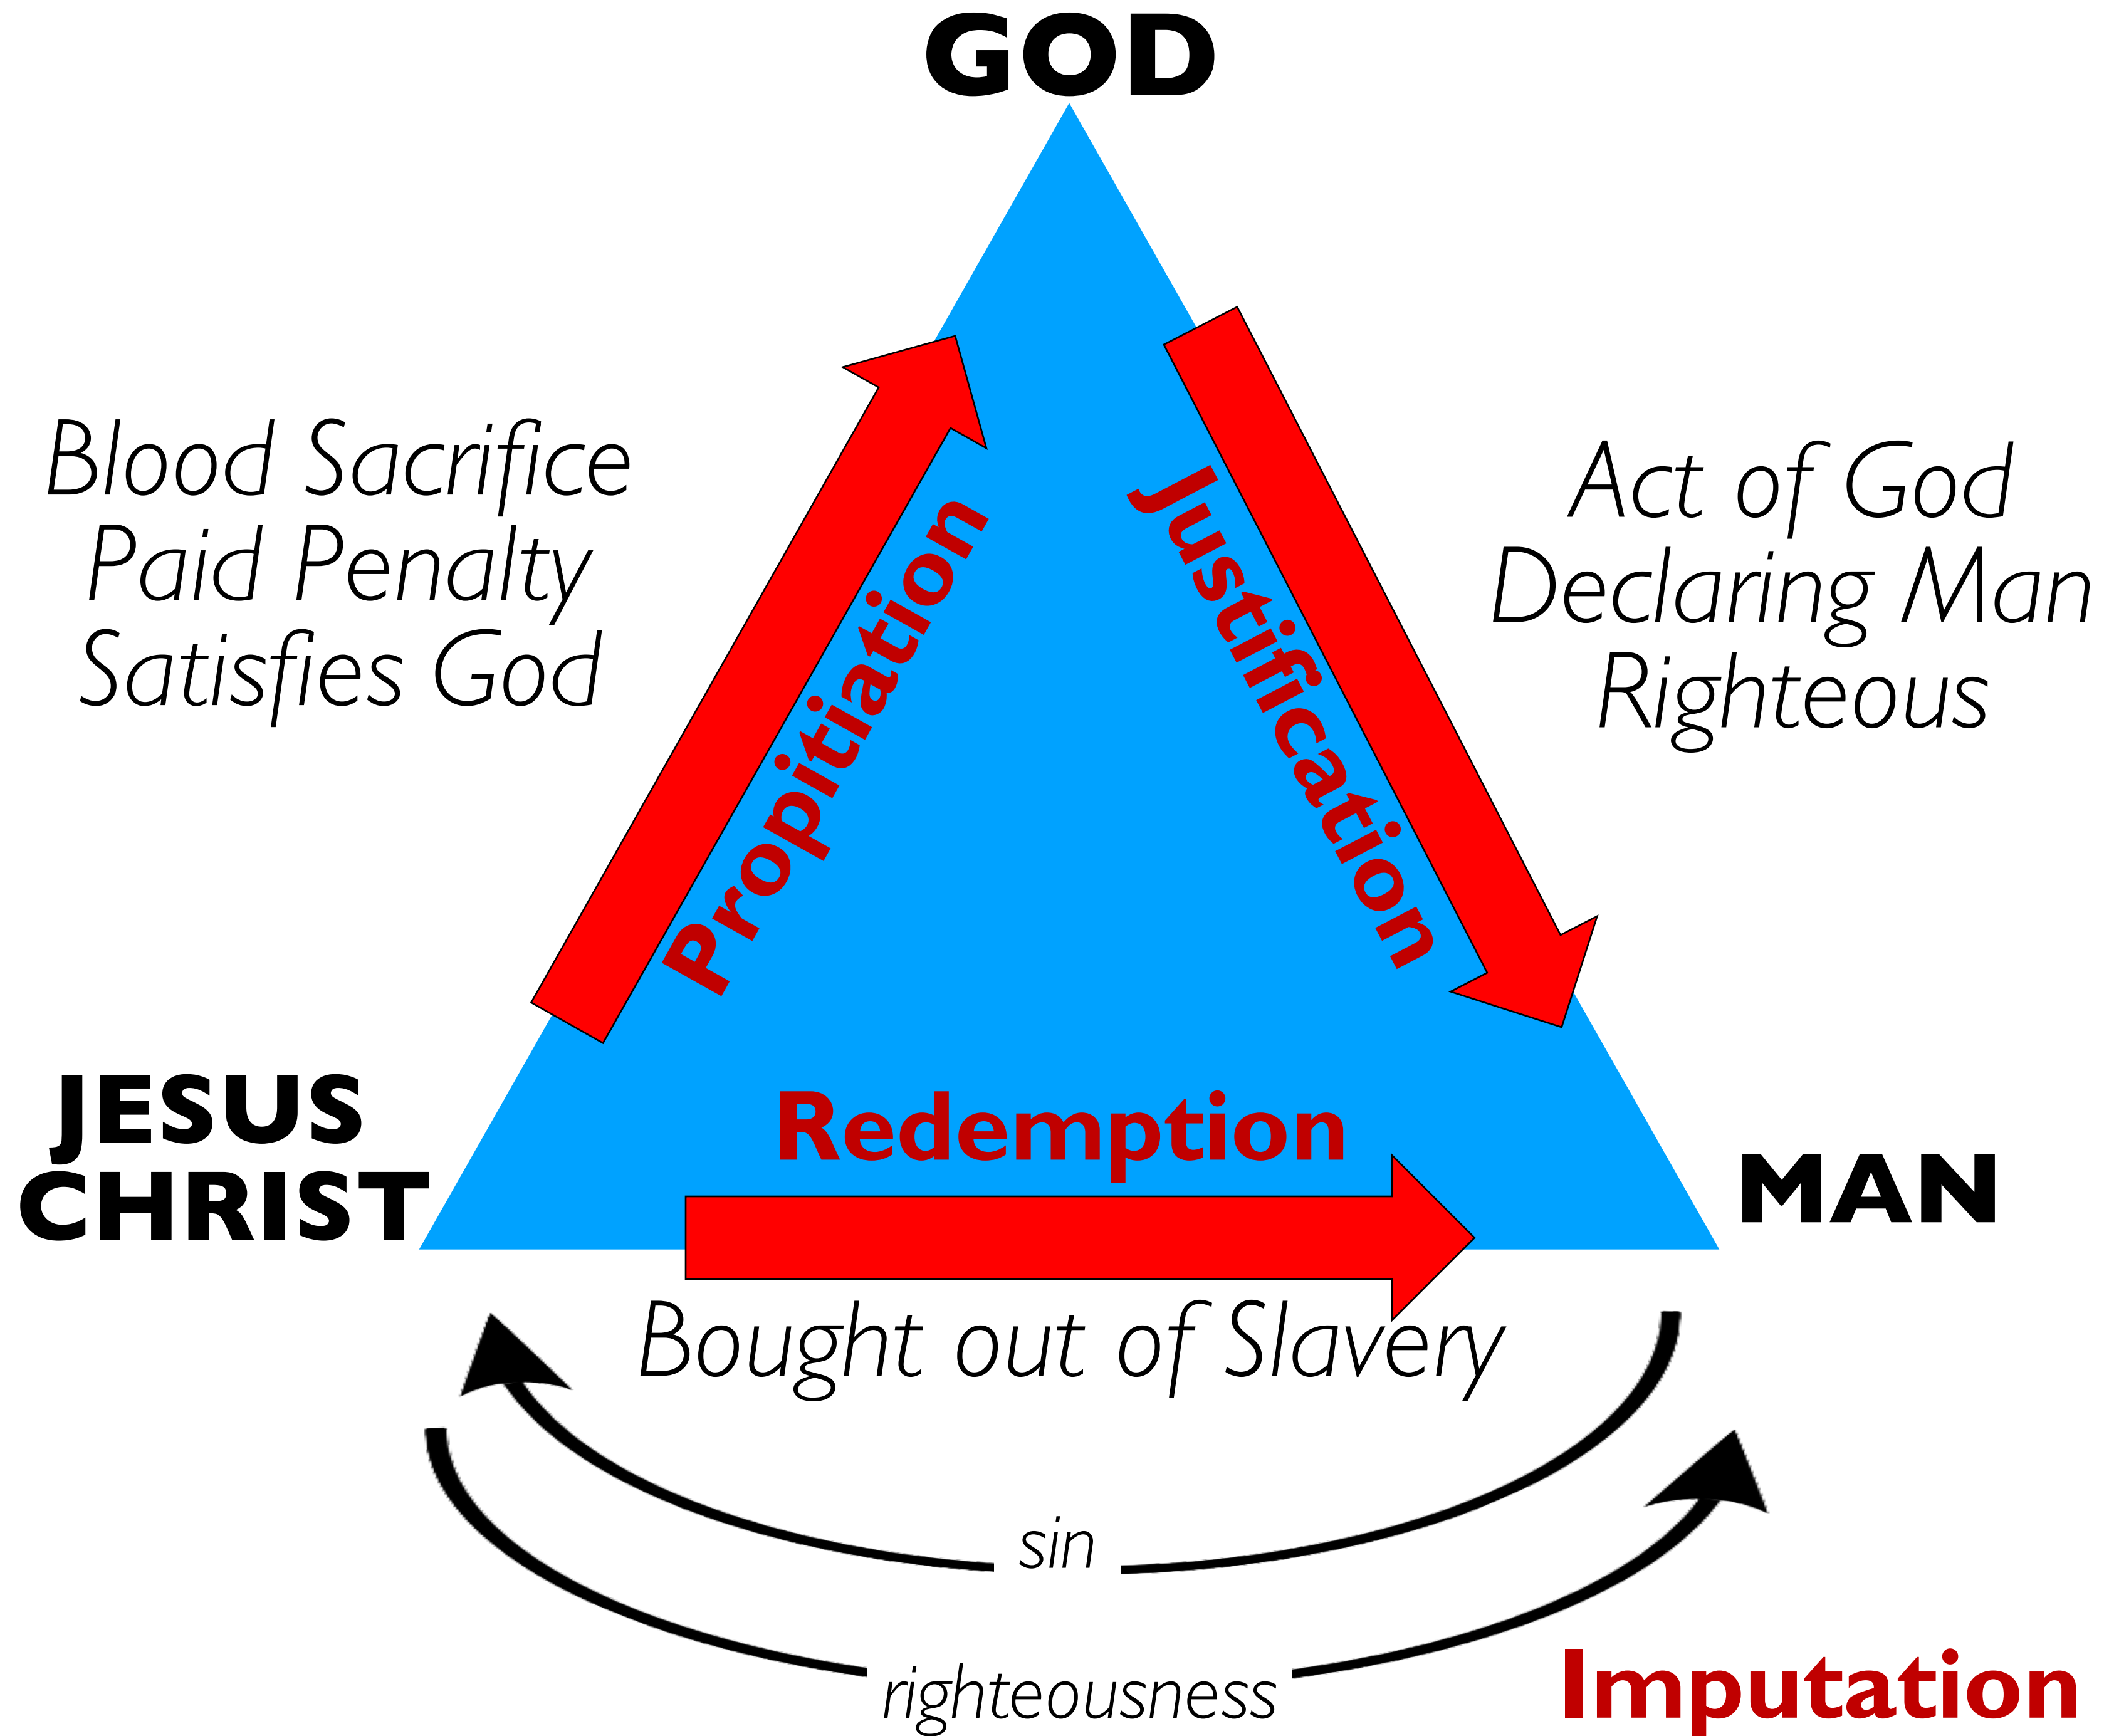 GOD
Blood Sacrifice
Paid Penalty
Satisfies God
Propitiation
Justification
Act of God
Declaring Man
Righteous
JESUS
CHRIST
Redemption
MAN
Bought out of Slavery
sin
righteousness
Imputation